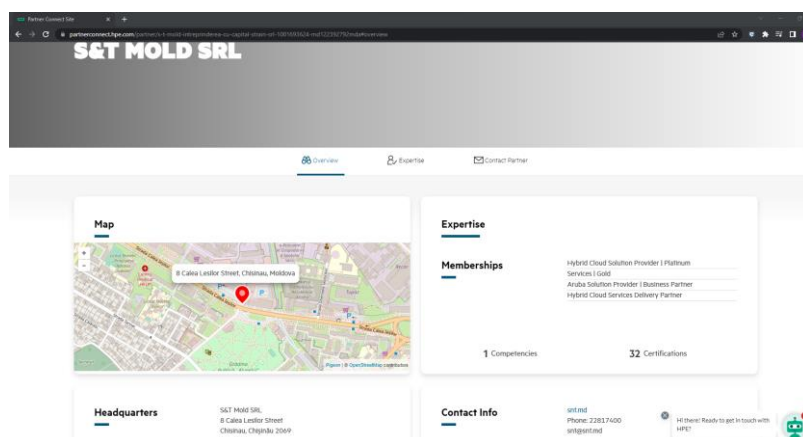 Partner Connect Site
partnerconnect.hpe.com
S&T MOLD SRL
Overview
Expertise
Contact Partner
Map
+
-
8 Calea Lesilor Street, Chisinau, Moldova
Pigeon | © OpenStreetMap contributors
Expertise
Memberships
Hybrid Cloud Solution Provider | Platinum
Services | Gold
Aruba Solution Provider | Business Partner
Hybrid Cloud Services Delivery Partner
1 Competencies
32 Certifications
Headquarters
S&T Mold SRL
8 Calea Lesilor Street
Chisinau, Chișinău 2069
Contact Info
snt.md
Phone: 22817400
snt@snt.md
Hi there! Ready to get in touch with
HPE?